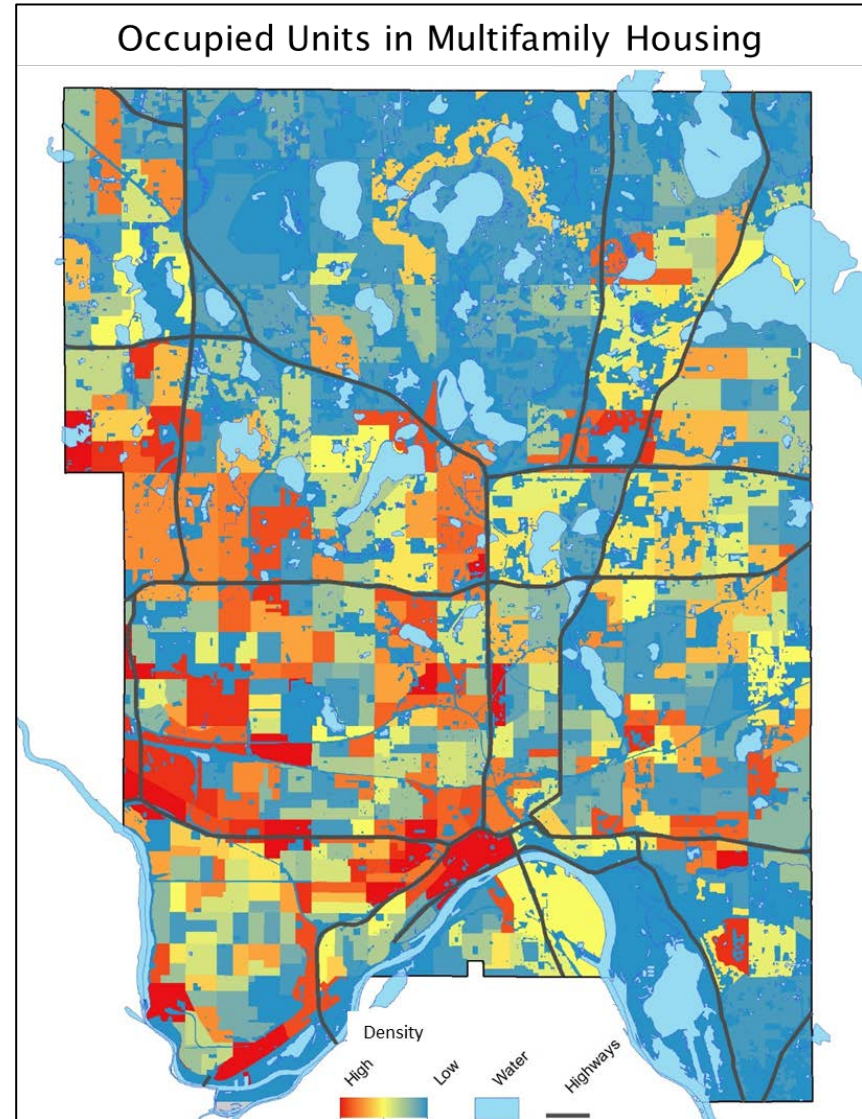 Occupied Units in Multifamily Housing
Density
High
Low
Water
Highways